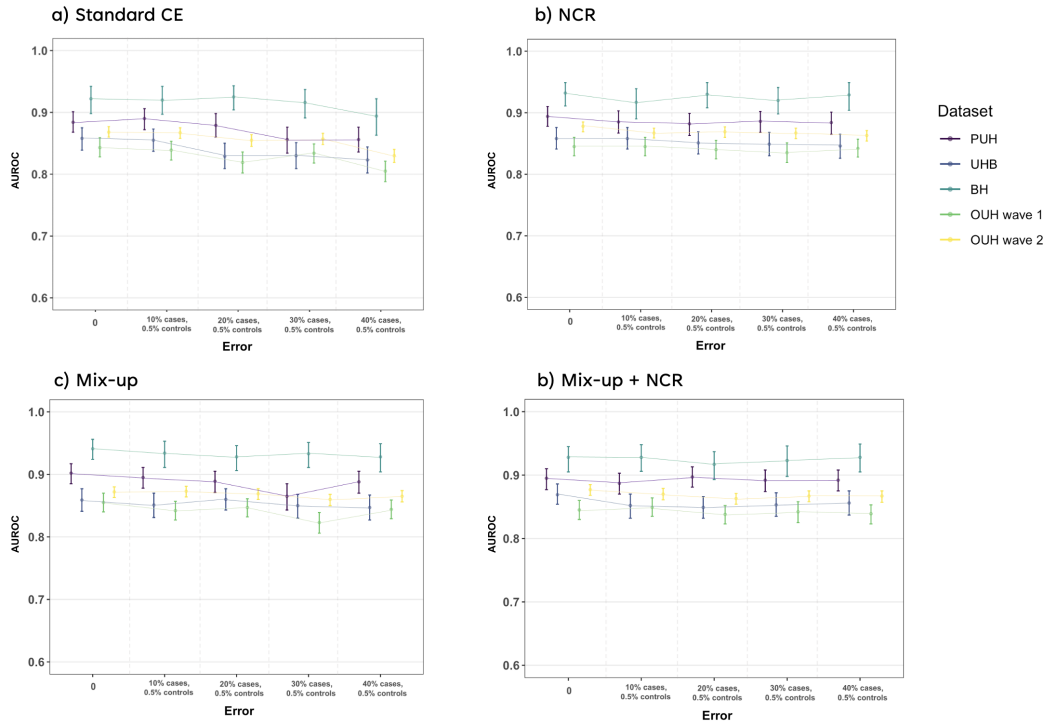 a) Standard CE
b) NCR
1.0
0.9
0.8
0.7
0.6
AUROC
0
10% cases,
0.5% controls
20% cases,
0.5% controls
30% cases,
0.5% controls
40% cases,
0.5% controls
Error
1.0
0.9
0.8
0.7
0.6
AUROC
0
10% cases,
0.5% controls
20% cases,
0.5% controls
30% cases,
0.5% controls
40% cases,
0.5% controls
Error
Dataset
PUH
UHB
BH
OUH wave 1
OUH wave 2
c) Mix-up
b) Mix-up + NCR
1.0
0.9
0.8
0.7
0.6
AUROC
0
10% cases,
0.5% controls
20% cases,
0.5% controls
30% cases,
0.5% controls
40% cases,
0.5% controls
Error
1.0
0.9
0.8
0.7
0.6
AUROC
0
10% cases,
0.5% controls
20% cases,
0.5% controls
30% cases,
0.5% controls
40% cases,
0.5% controls
Error